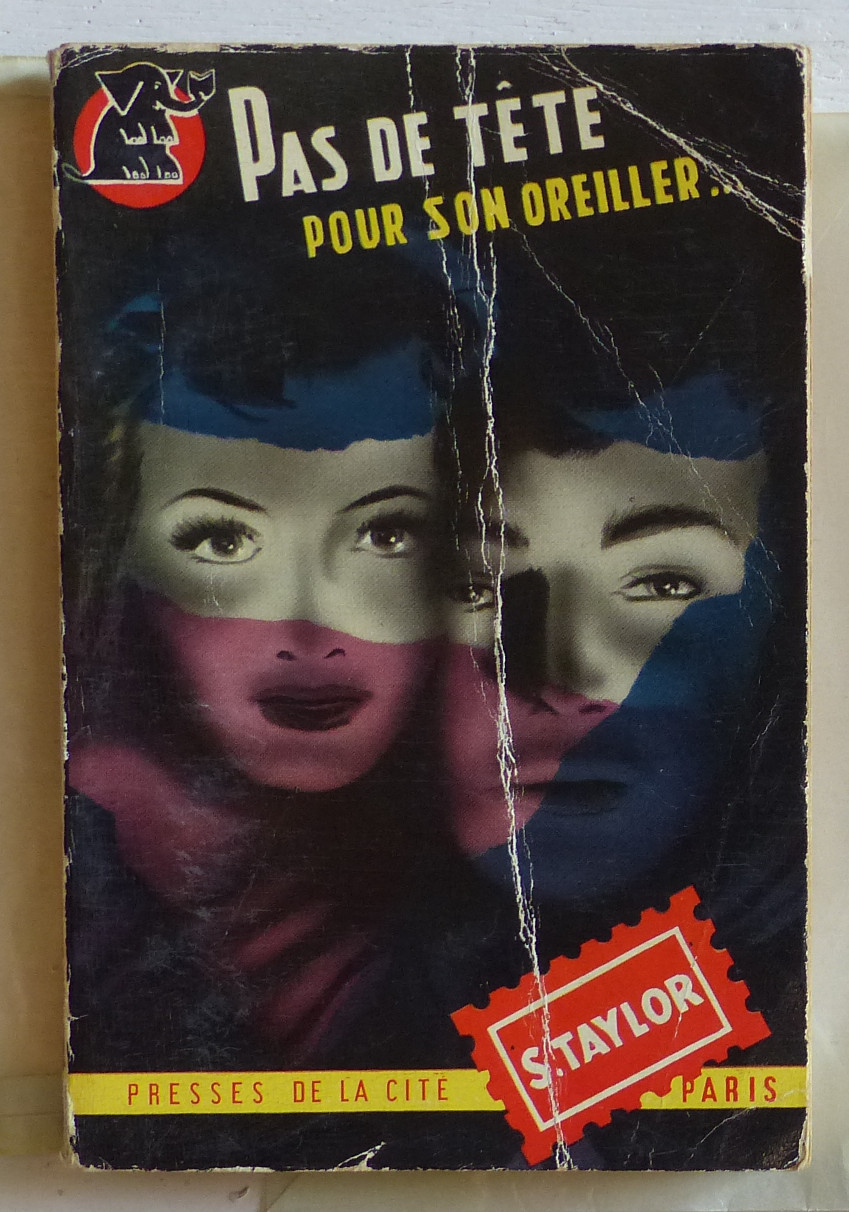 PAS DE TÊTE
POUR SON OREILLER..
S. TAYLOR
PRESSES DE LA CITÉ PARIS